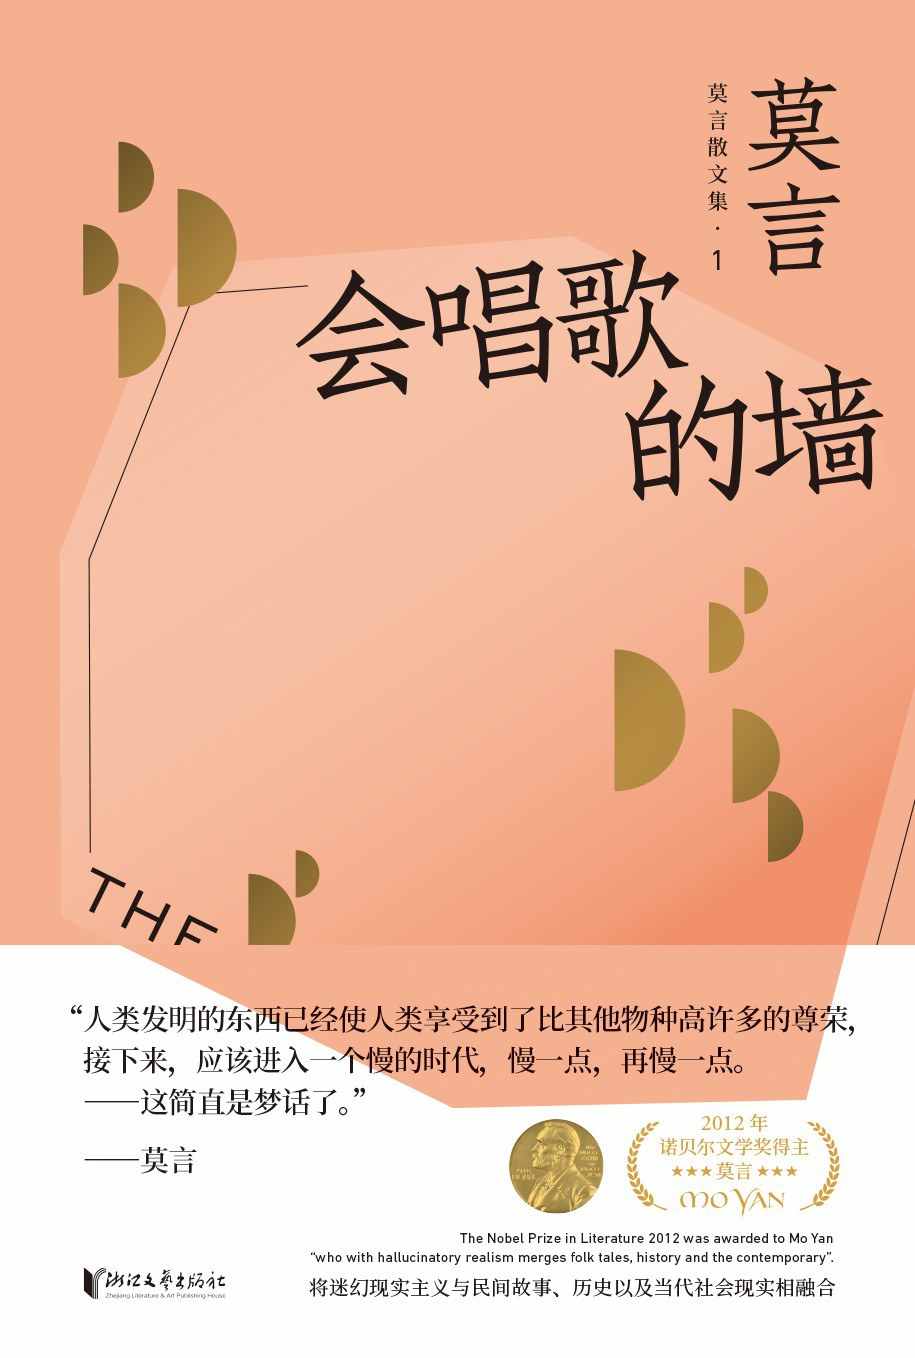 莫言
莫言散文集·1
会唱歌
的墙
THE
“人类发明的东西已经使人类享受到了比其他物种高许多的尊荣，
接下来，应该进入一个慢的时代，慢一点，再慢一点。
——这简直是梦话了。”
——莫言
2012 年
诺贝尔文学奖得主
★★★莫言★★★
MO YAN
The Nobel Prize in Literature 2012 was awarded to Mo Yan
“who with hallucinatory realism merges folk tales, history and the contemporary”.
将迷幻现实主义与民间故事、历史以及当代社会现实相融合
浙江文艺出版社
Zhejiang Literature & Art Publishing House